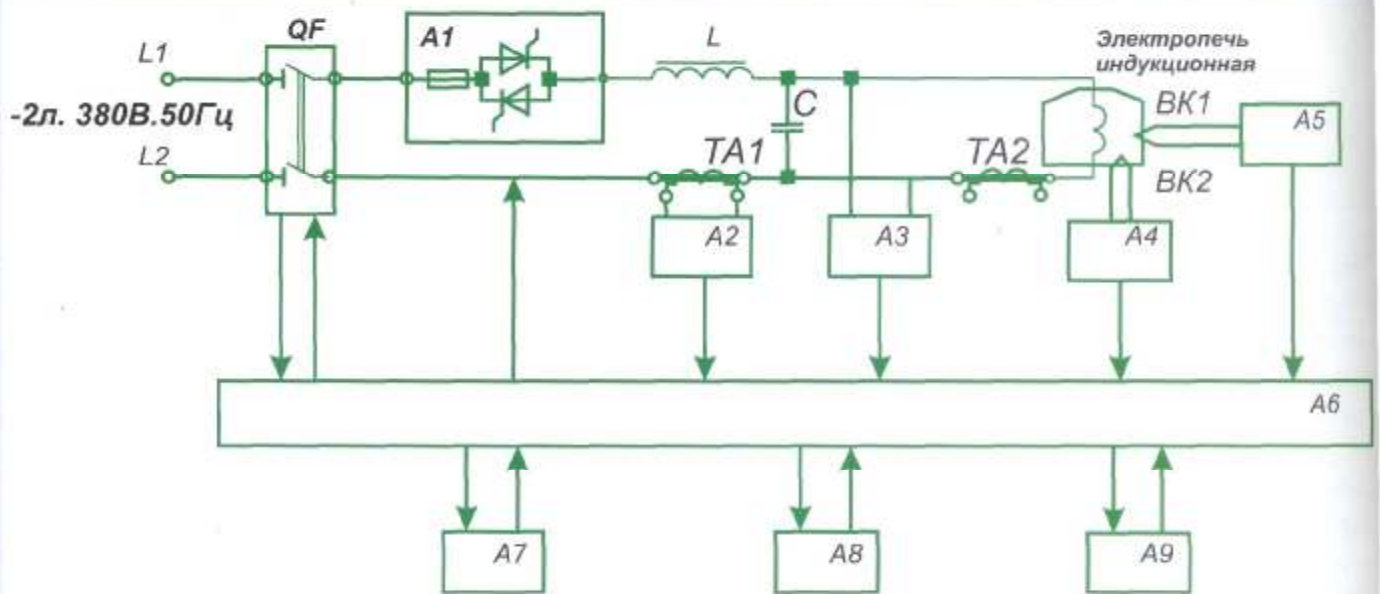 QF
L1
A1
L
Электропечь
индукционная
-2л. 380В.50Гц
C
ВК1
A5
L2
TA1
TA2
ВК2
A2
A3
A4
A6
A7
A8
A9